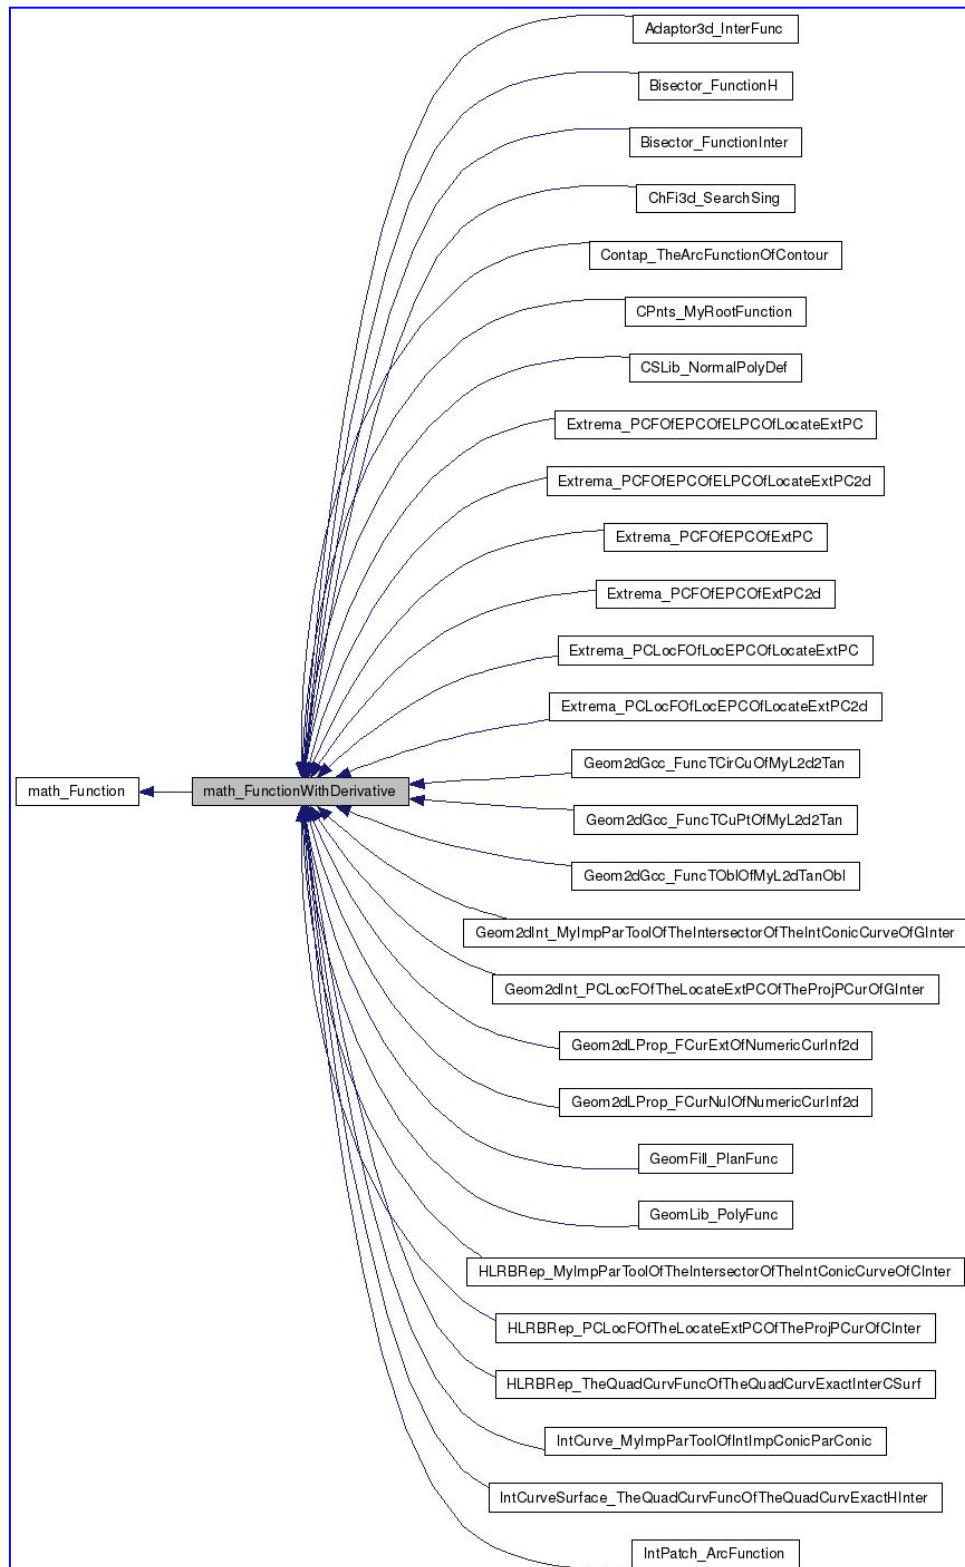 Adaptor3d_InterFunc
Bisector_FunctionH
Bisector_FunctionInter
ChFi3d_SearchSing
Contap_TheArcFunctionOfContour
CPnts_MyRootFunction
CSLib_NormalPolyDef
Extrema_PCFOfEPCOfELPCOfLocateExtPC
Extrema_PCFOfEPCOfELPCOfLocateExtPC2d
Extrema_PCFOfEPCOfExtPC
Extrema_PCFOfEPCOfExtPC2d
Extrema_PCLocFOfLocEPCOfLocateExtPC
Extrema_PCLocFOfLocEPCOfLocateExtPC2d
Geom2dGcc_FuncTCirCuOfMyL2d2Tan
math_Function
math_FunctionWithDerivative
Geom2dGcc_FuncTCuPtOfMyL2d2Tan
Geom2dGcc_FuncTOblOfMyL2dTanObl
Geom2dInt_MyImpParToolOfTheIntersectorOfTheIntConicCurveOfGInter
Geom2dInt_PCLocFOfTheLocateExtPCOfTheProjPCurOfGInter
Geom2dLProp_FCurExtOfNumericCurInf2d
Geom2dLProp_FCurNulOfNumericCurInf2d
GeomFill_PlanFunc
GeomLib_PolyFunc
HLRBRep_MyImpParToolOfTheIntersectorOfTheIntConicCurveOfCInter
HLRBRep_PCLocFOfTheLocateExtPCOfTheProjPCurOfCInter
HLRBRep_TheQuadCurvFuncOfTheQuadCurvExactInterCSurf
IntCurve_MyImpParToolOfIntImpConicParConic
IntCurveSurface_TheQuadCurvFuncOfTheQuadCurvExactHInter
IntPatch_ArcFunction